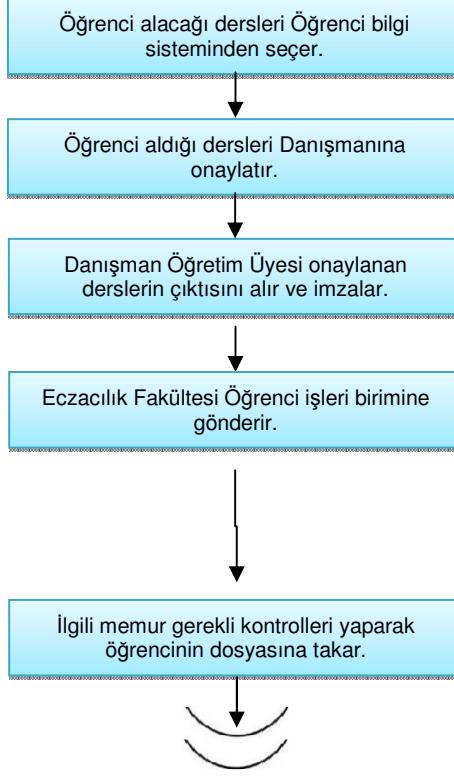 Öğrenci alacağı dersleri Öğrenci bilgi
sisteminden seçer.
Öğrenci aldığı dersleri Danışmanına
onaylatır.
Danışman Öğretim Üyesi onaylanan
derslerin çıktısını alır ve imzalar.
Eczacılık Fakültesi Öğrenci işleri birimine
gönderir.
İlgili memur gerekli kontrolleri yaparak
öğrencinin dosyasına takar.